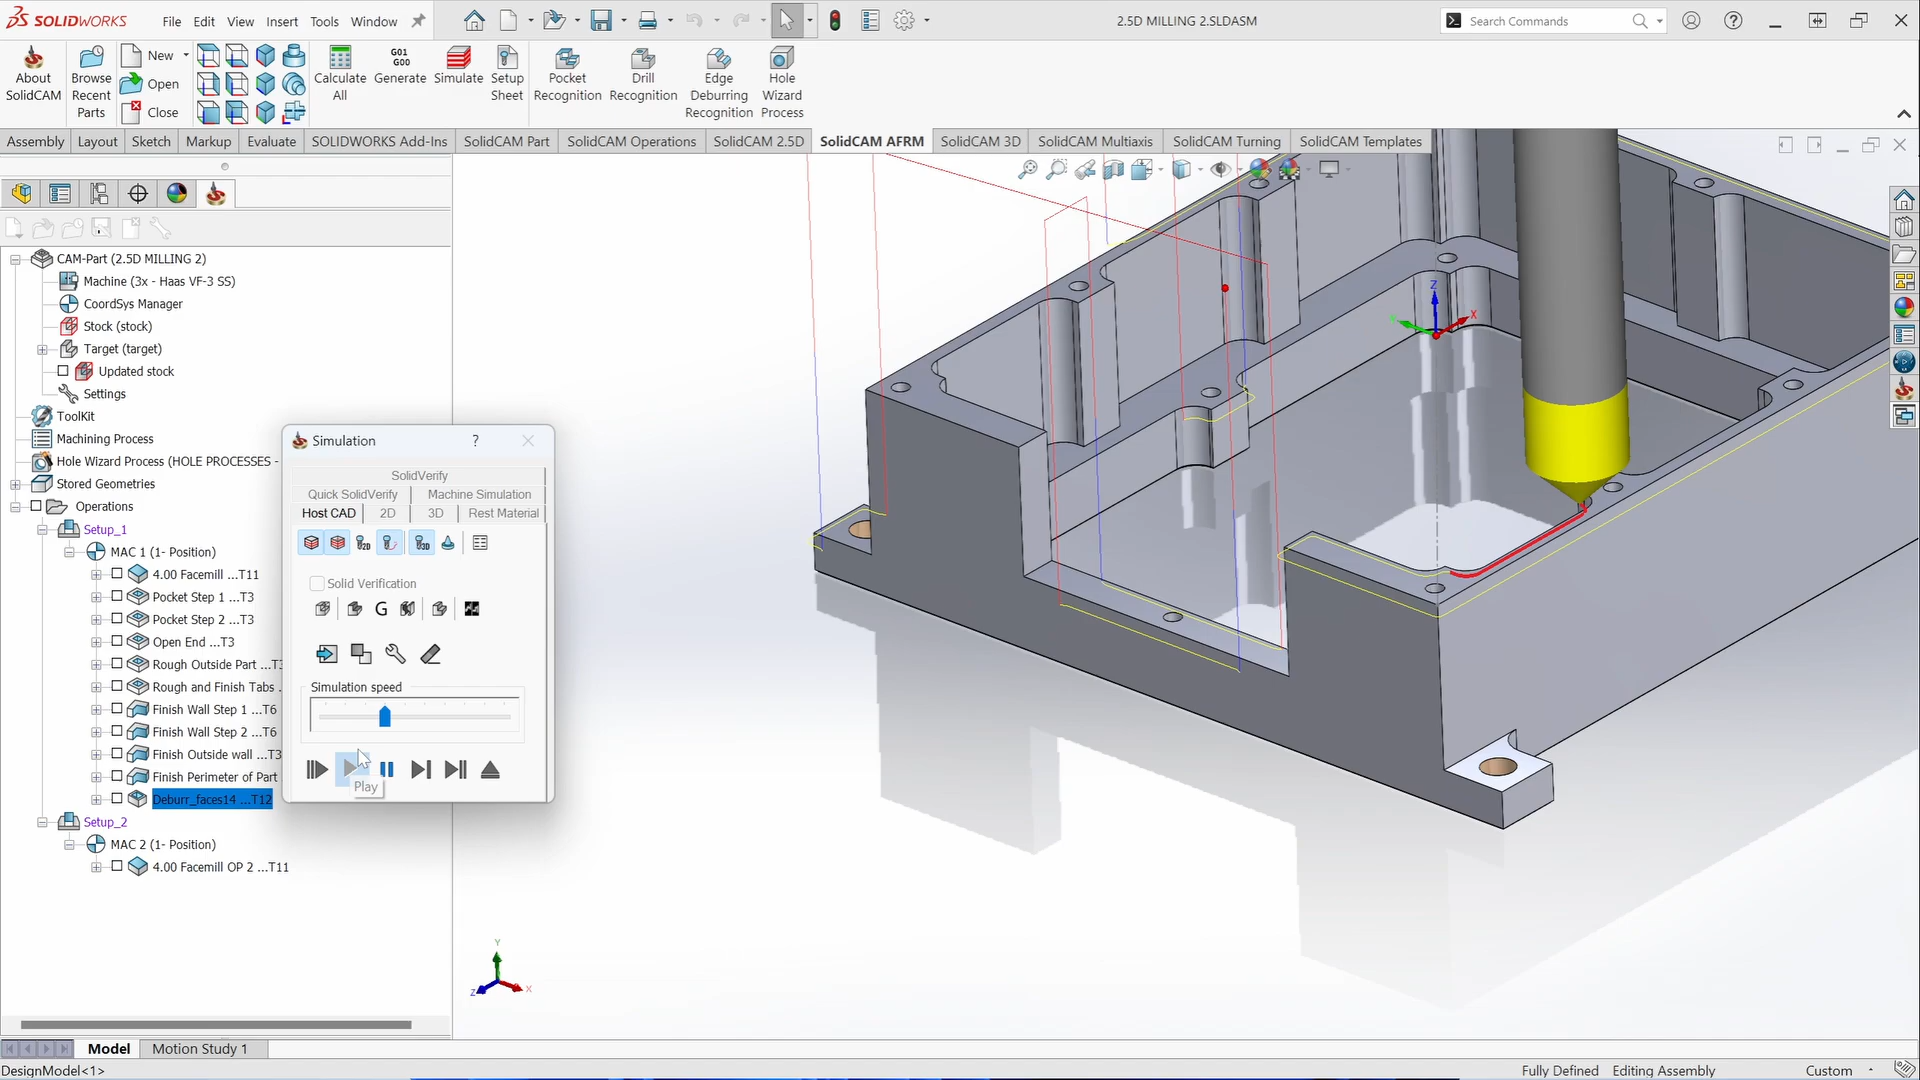 SOLIDWORKS
File Edit View Insert Tools Window
2.5D MILLING 2.SLDASM
Search Commands
About SolidCAM
Browse Recent Parts
New
Open
Close
Calculate All
G01 G00
Generate
Simulate
Setup Sheet
Pocket Recognition
Drill Recognition
Edge Deburring Recognition
Hole Wizard Process
Assembly Layout Sketch Markup Evaluate SOLIDWORKS Add-Ins SolidCAM Part SolidCAM Operations SolidCAM 2.5D SolidCAM AFRM SolidCAM 3D SolidCAM Multiaxis SolidCAM Turning SolidCAM Templates
CAM-Part (2.5D MILLING 2)
Machine (3x - Haas VF-3 SS)
CoordSys Manager
Stock (stock)
Target (target)
Updated stock
Settings
ToolKit
Machining Process
Hole Wizard Process (HOLE PROCESSES -
Stored Geometries
Operations
Setup_1
MAC 1 (1- Position)
4.00 Facemill ...T11
Pocket Step 1 ...T3
Pocket Step 2 ...T3
Open End ...T3
Rough Outside Part ...T3
Rough and Finish Tabs .
Finish Wall Step 1 ...T6
Finish Wall Step 2 ...T6
Finish Outside wall ...T3
Finish Perimeter of Part
Deburr_faces14 ...T12
Setup_2
MAC 2 (1- Position)
4.00 Facemill OP 2 ...T11
Simulation ?
SolidVerify
Quick SolidVerify Machine Simulation
Host CAD 2D 3D Rest Material
2D 3D
Solid Verification
G
Simulation speed
Play
Z
X
Y
Z X
Model Motion Study 1
DesignModel<1>
Fully Defined Editing Assembly Custom